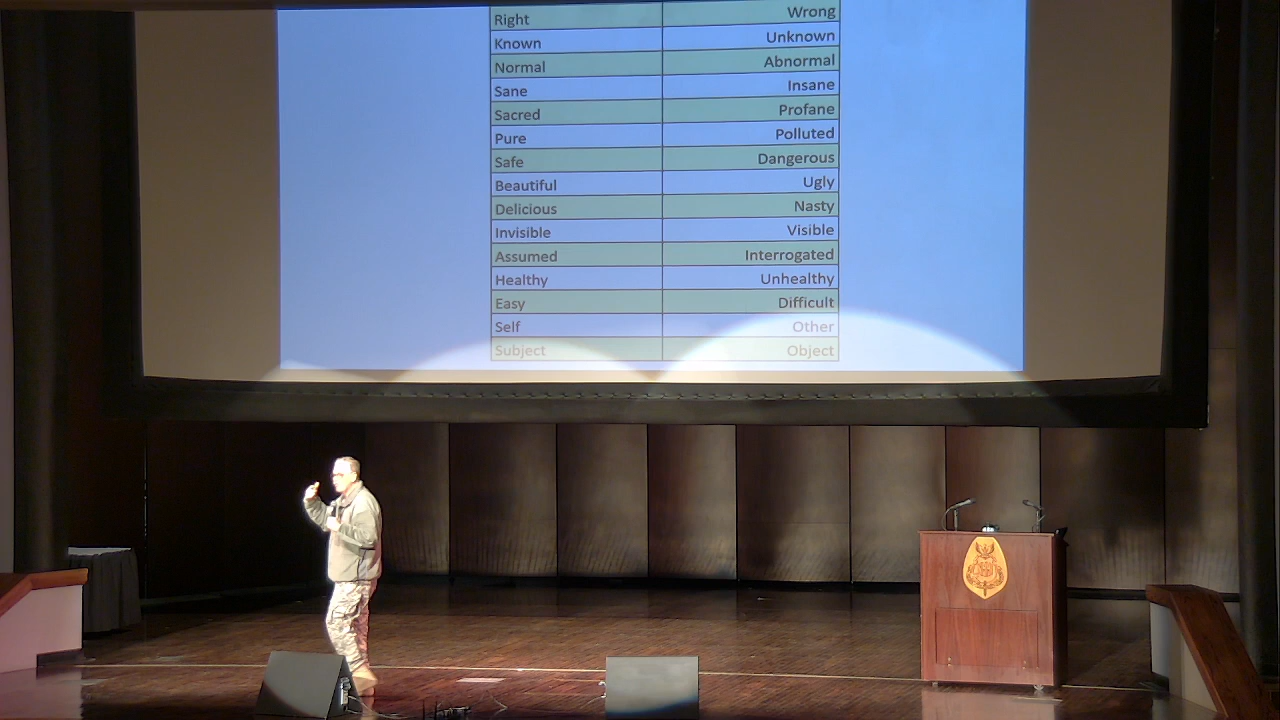 Right Wrong
Known Unknown
Normal Abnormal
Sane Insane
Sacred Profane
Pure Polluted
Safe Dangerous
Beautiful Ugly
Delicious Nasty
Invisible Visible
Assumed Interrogated
Healthy Unhealthy
Easy Difficult
Self Other
Subject Object